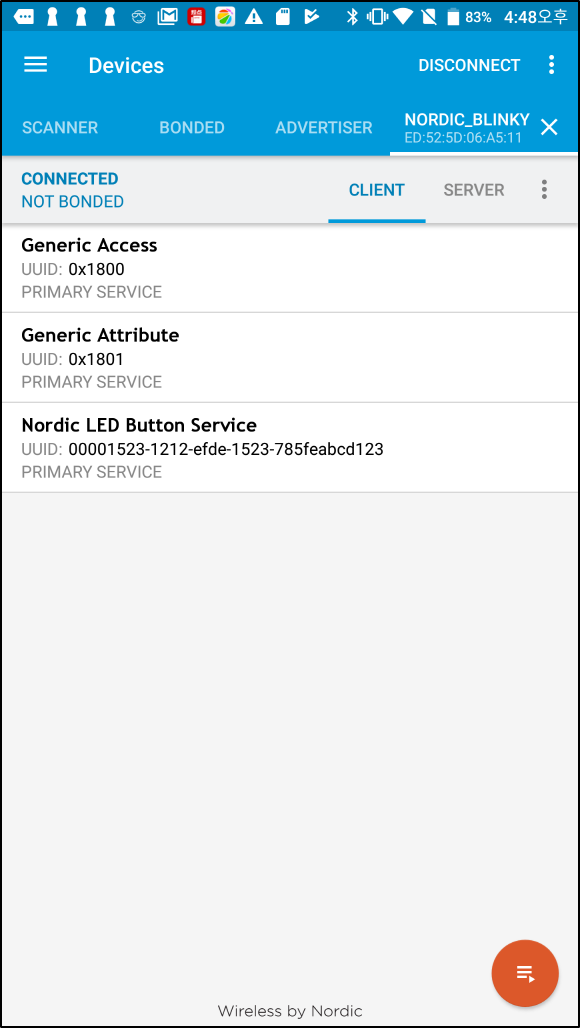 83% 4:48오후
Devices DISCONNECT
SCANNER BONDED ADVERTISER NORDIC_BLINKY
ED:52:5D:06:A5:11
CONNECTED
NOT BONDED
CLIENT SERVER
Generic Access
UUID: 0x1800
PRIMARY SERVICE
Generic Attribute
UUID: 0x1801
PRIMARY SERVICE
Nordic LED Button Service
UUID: 00001523-1212-efde-1523-785feabcd123
PRIMARY SERVICE
Wireless by Nordic